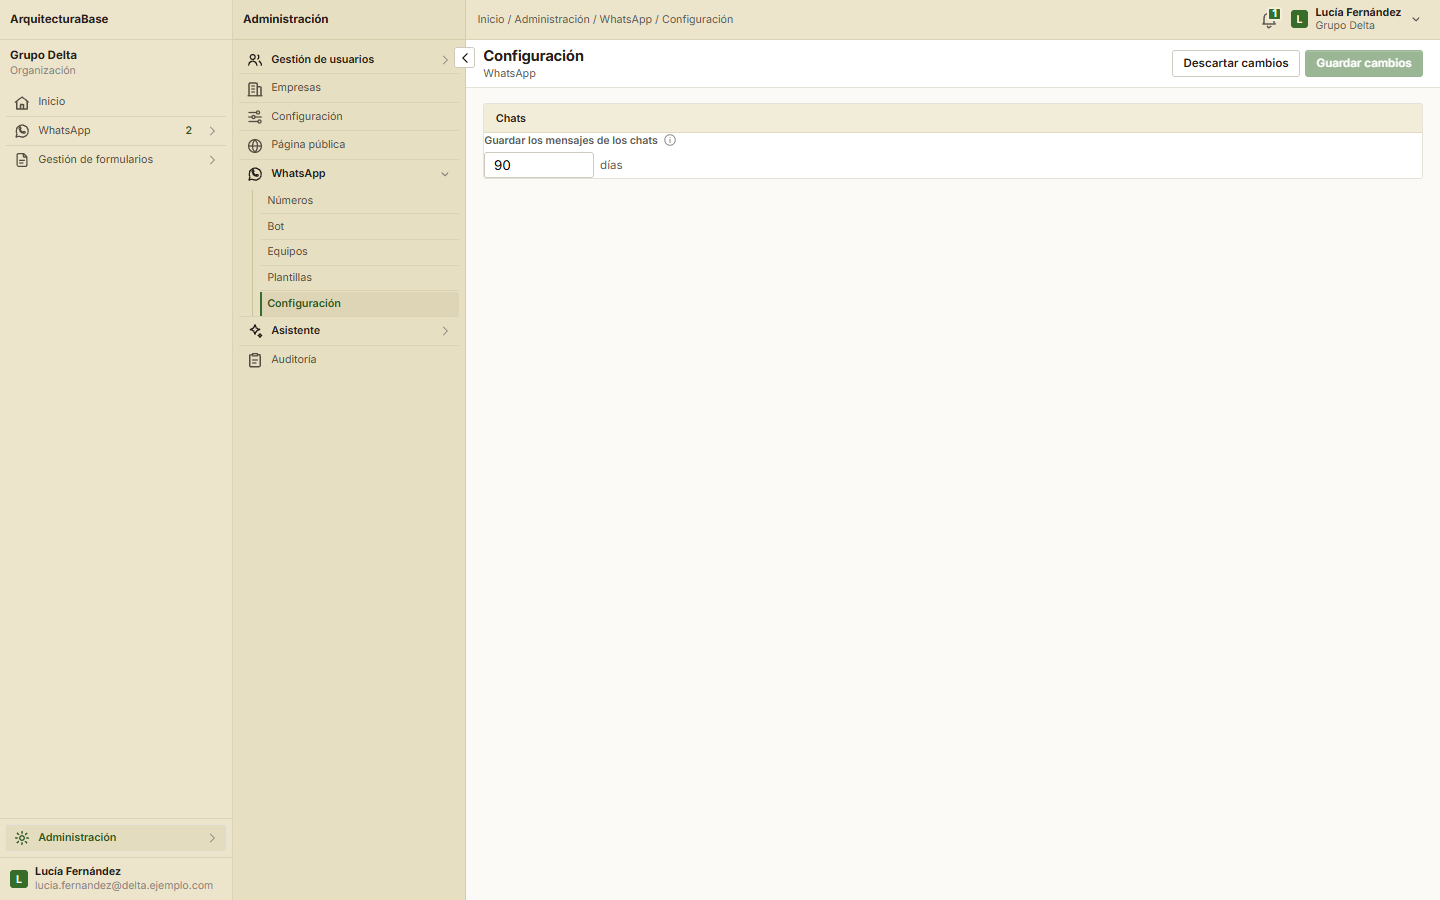 ArquitecturaBase
Grupo Delta
Organización
Inicio
WhatsApp 2
Gestión de formularios
Administración
L Lucía Fernández
lucia.fernandez@delta.ejemplo.com
Administración
Gestión de usuarios
Empresas
Configuración
Página pública
WhatsApp
Números
Bot
Equipos
Plantillas
Configuración
Asistente
Auditoría
Inicio / Administración / WhatsApp / Configuración
1
L Lucía Fernández
Grupo Delta
Configuración
WhatsApp
Descartar cambios
Guardar cambios
Chats
Guardar los mensajes de los chats
90 días